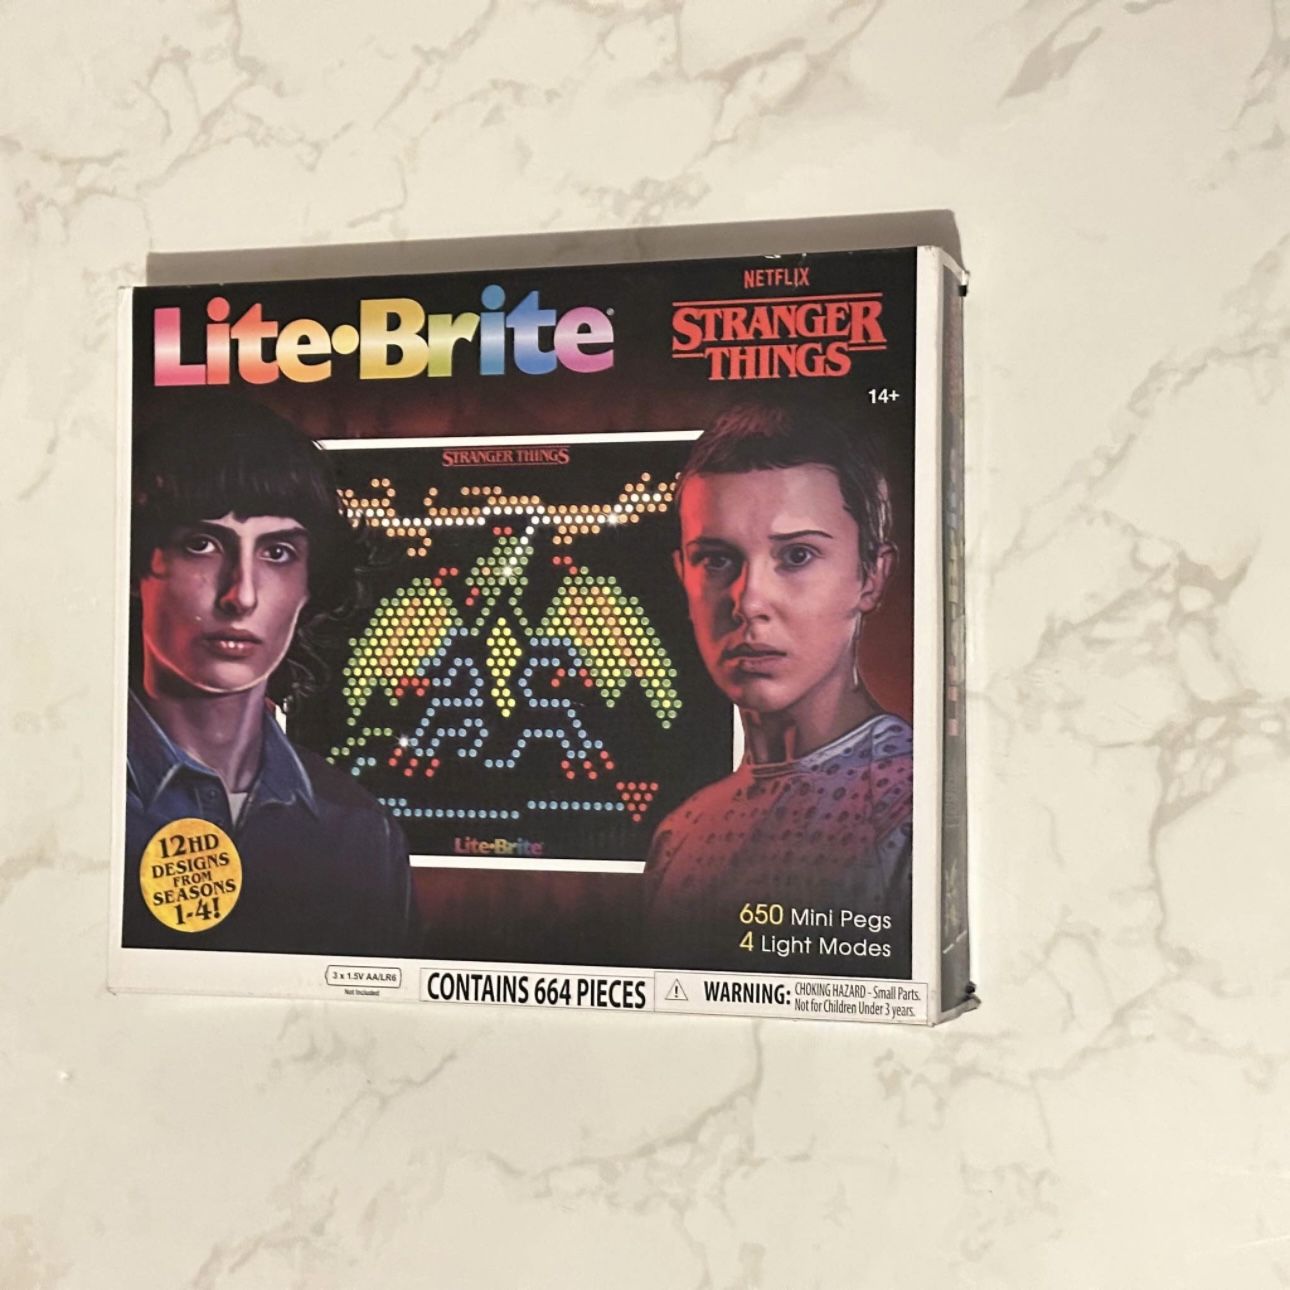 Lite•Brite®
NETFLIX
STRANGER
THINGS
14+
STRANGER THINGS
Lite•Brite
12HD
DESIGNS
FROM
SEASONS
1-4!
650 Mini Pegs
4 Light Modes
3 x 1.5V AA/LR6
Not Included
CONTAINS 664 PIECES
WARNING: CHOKING HAZARD - Small Parts.
Not for Children Under 3 years.